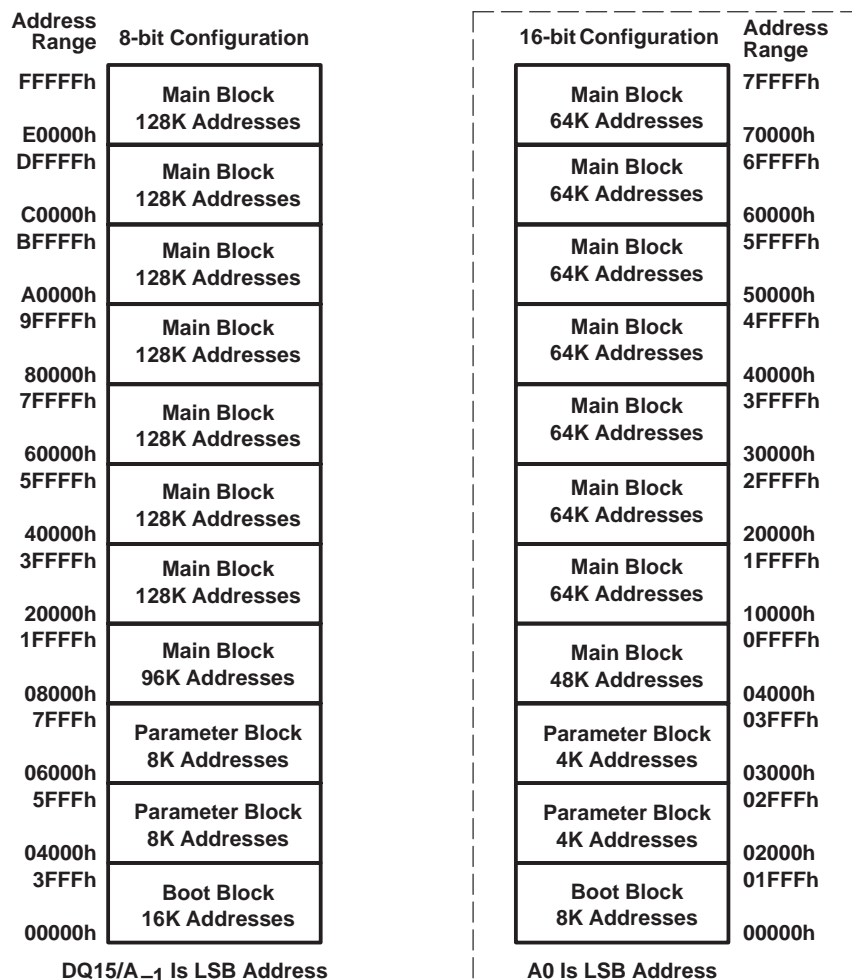 Address
Range
8-bit Configuration
FFFFFh
Main Block
128K Addresses
E0000h
DFFFFh
Main Block
128K Addresses
C0000h
BFFFFh
Main Block
128K Addresses
A0000h
9FFFFh
Main Block
128K Addresses
80000h
7FFFFh
Main Block
128K Addresses
60000h
5FFFFh
Main Block
128K Addresses
40000h
3FFFFh
Main Block
128K Addresses
20000h
1FFFFh
Main Block
96K Addresses
08000h
7FFFh
Parameter Block
8K Addresses
06000h
5FFFh
Parameter Block
8K Addresses
04000h
3FFFh
Boot Block
16K Addresses
00000h
DQ15/A–1 Is LSB Address
16-bit Configuration
Address
Range
7FFFFh
Main Block
64K Addresses
70000h
6FFFFh
Main Block
64K Addresses
60000h
5FFFFh
Main Block
64K Addresses
50000h
4FFFFh
Main Block
64K Addresses
40000h
3FFFFh
Main Block
64K Addresses
30000h
2FFFFh
Main Block
64K Addresses
20000h
1FFFFh
Main Block
64K Addresses
10000h
0FFFFh
Main Block
48K Addresses
04000h
03FFFh
Parameter Block
4K Addresses
03000h
02FFFh
Parameter Block
4K Addresses
02000h
01FFFh
Boot Block
8K Addresses
00000h
A0 Is LSB Address